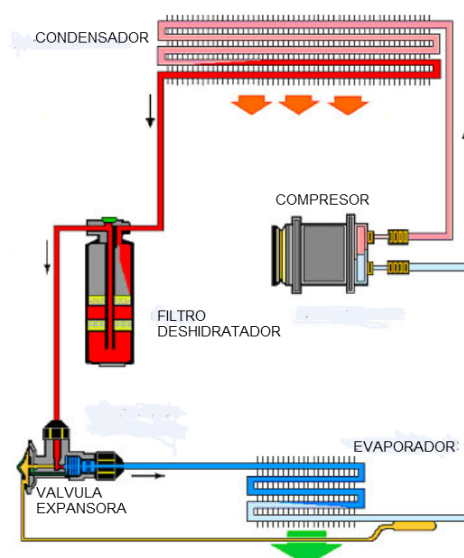 CONDENSADOR
COMPRESOR
FILTRO
DESHIDRATADOR
EVAPORADOR
VALVULA
EXPANSORA